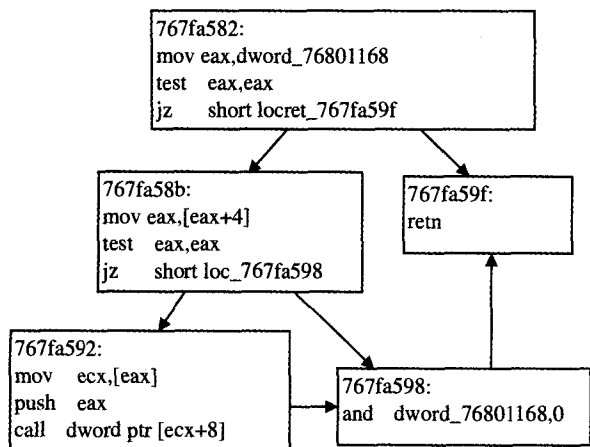 767fa582:
mov eax,dword_76801168
test eax,eax
jz short locret_767fa59f
767fa58b:
mov eax,[eax+4]
test eax,eax
jz short loc_767fa598
767fa59f:
retn
767fa592:
mov ecx,[eax]
push eax
call dword ptr [ecx+8]
767fa598:
and dword_76801168,0